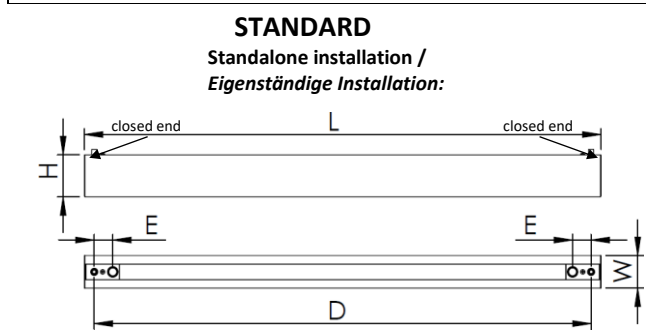 STANDARD
Standalone installation /
Eigenständige Installation:
closed end
L
closed end
H
E
E
W
D